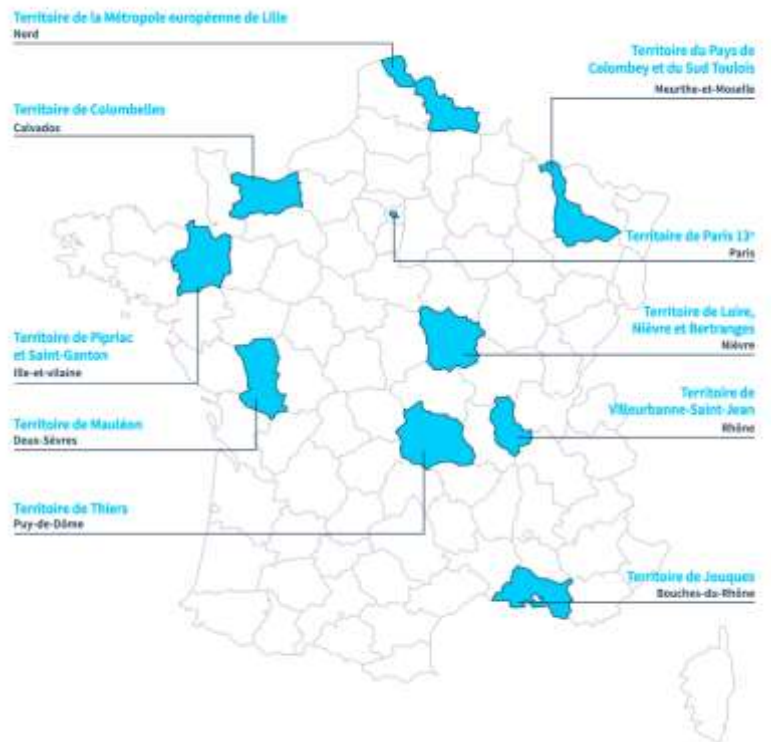 Territoire de la Métropole européenne de Lille
Nord
Territoire du Pays de
Colombey et du Sud Toulois
Meurthe-et-Moselle
Territoire de Colombelles
Calvados
Territoire de Paris 13e
Paris
Territoire de Loire,
Nièvre et Bertranges
Nièvre
Territoire de Pipriac
et Saint-Ganton
Ille-et-vilaine
Territoire de
Villeurbanne-Saint-Jean
Rhône
Territoire de Mauléon
Deux-Sèvres
Territoire de Thiers
Puy-de-Dôme
Territoire de Jouques
Bouches-du-Rhône